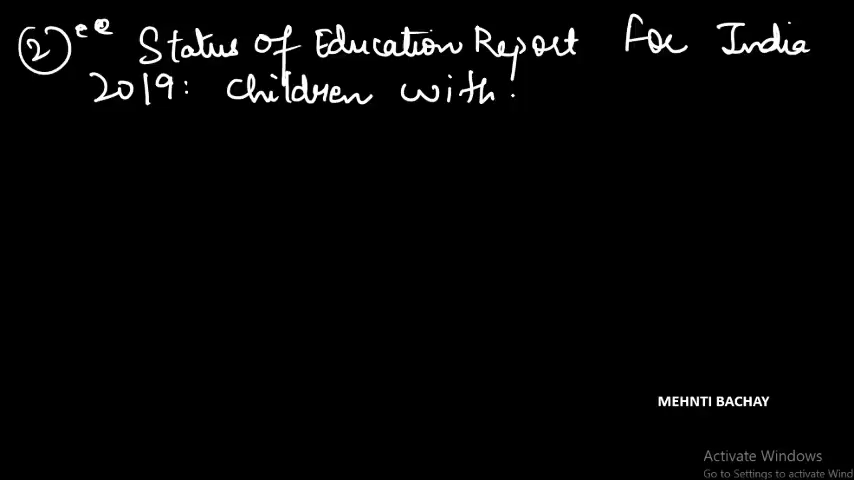 ② “ Status of Education Report For India
2019: Children with
MEHNTI BACHAY
Activate Windows
Go to Settings to activate Wind